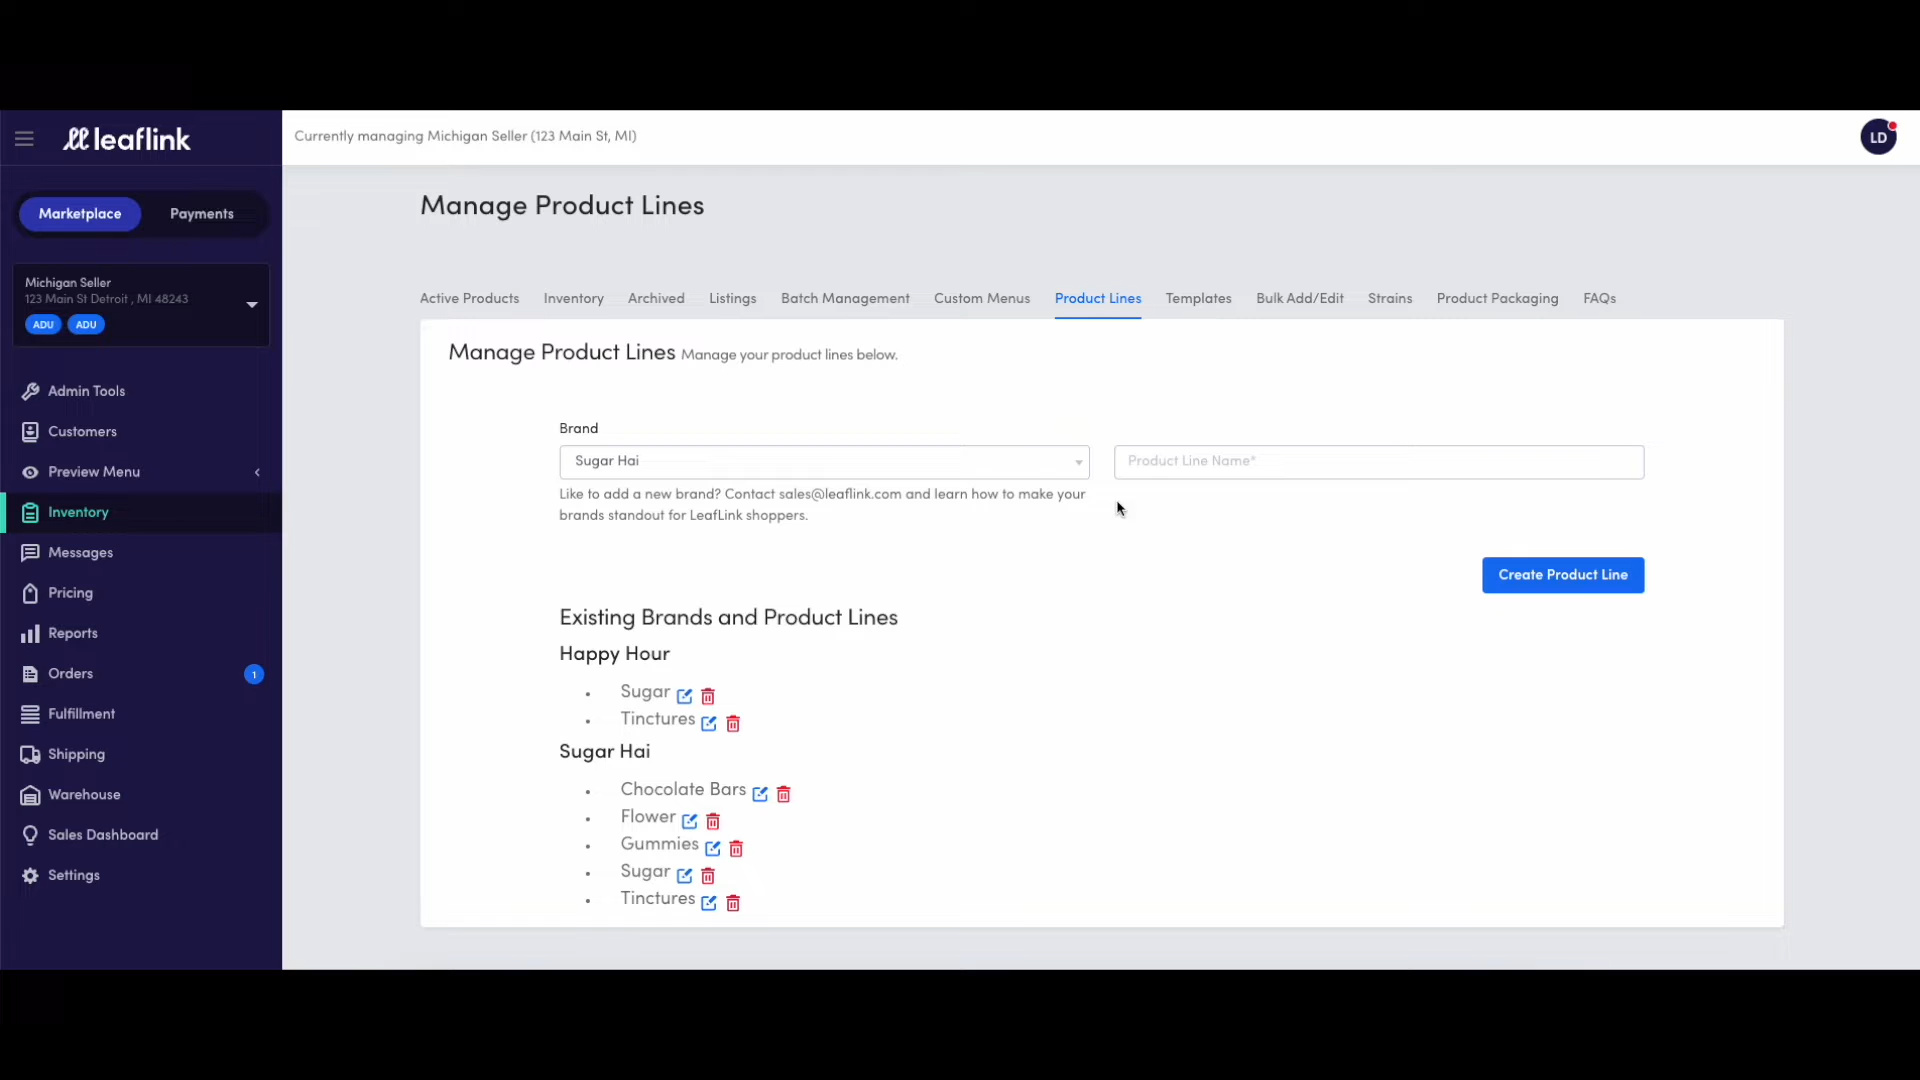 leaflink
Currently managing Michigan Seller (123 Main St, MI)
LD
Marketplace
Payments
Manage Product Lines
Michigan Seller
123 Main St Detroit , MI 48243
ADU
ADU
Active Products
Inventory
Archived
Listings
Batch Management
Custom Menus
Product Lines
Templates
Bulk Add/Edit
Strains
Product Packaging
FAQs
Admin Tools
Customers
Preview Menu
Inventory
Messages
Pricing
Reports
Orders
1
Fulfillment
Shipping
Warehouse
Sales Dashboard
Settings
Manage Product Lines Manage your product lines below.
Brand
Sugar Hai
Product Line Name*
Like to add a new brand? Contact sales@leaflink.com and learn how to make your
brands standout for LeafLink shoppers.
Create Product Line
Existing Brands and Product Lines
Happy Hour
• Sugar
• Tinctures
Sugar Hai
• Chocolate Bars
• Flower
• Gummies
• Sugar
• Tinctures